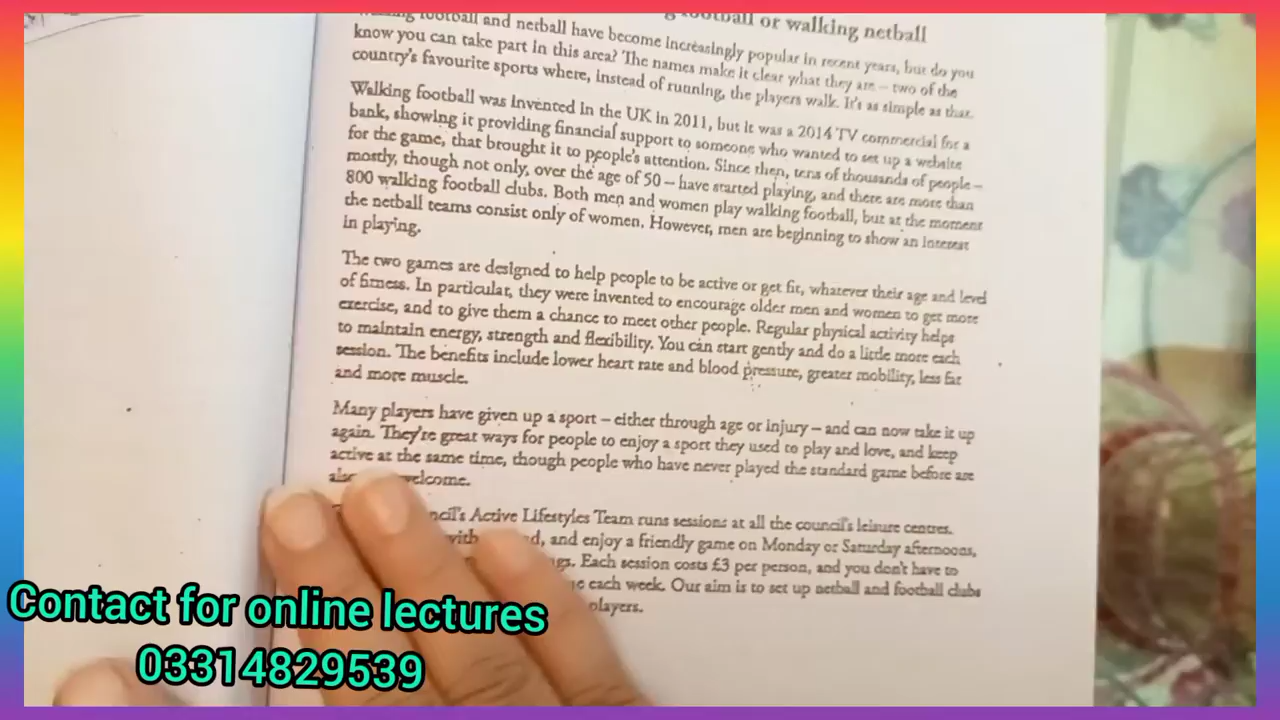 football or walking netball
football and netball have become increasingly popular in recent years, but do you
know you can take part in this area? The names make it clear what they are – two of the
country's favourite sports where, instead of running, the players walk. It's as simple as that.
Walking football was invented in the UK in 2011, but it was a 2014 TV commercial for a
bank, showing it providing financial support to someone who wanted to set up a website
for the game, that brought it to people's attention. Since then, tens of thousands of people –
mostly, though not only, over the age of 50 – have started playing, and there are more than
800 walking football clubs. Both men and women play walking football, but at the moment
the netball teams consist only of women. However, men are beginning to show an interest
in playing.
The two games are designed to help people to be active or get fit, whatever their age and level
of fitness. In particular, they were invented to encourage older men and women to get more
exercise, and to give them a chance to meet other people. Regular physical activity helps
to maintain energy, strength and flexibility. You can start gently and do a little more each
session. The benefits include lower heart rate and blood pressure, greater mobility, less fat
and more muscle.
Many players have given up a sport – either through age or injury – and can now take it up
again. They're great ways for people to enjoy a sport they used to play and love, and keep
active at the same time, though people who have never played the standard game before are
welcome.
Active Lifestyles Team runs sessions at all the council's leisure centres.
and enjoy a friendly game on Monday or Saturday afternoons,
Each session costs £3 per person, and you don't have to
each week. Our aim is to set up netball and football clubs
players.
Contact for online lectures
03314829539